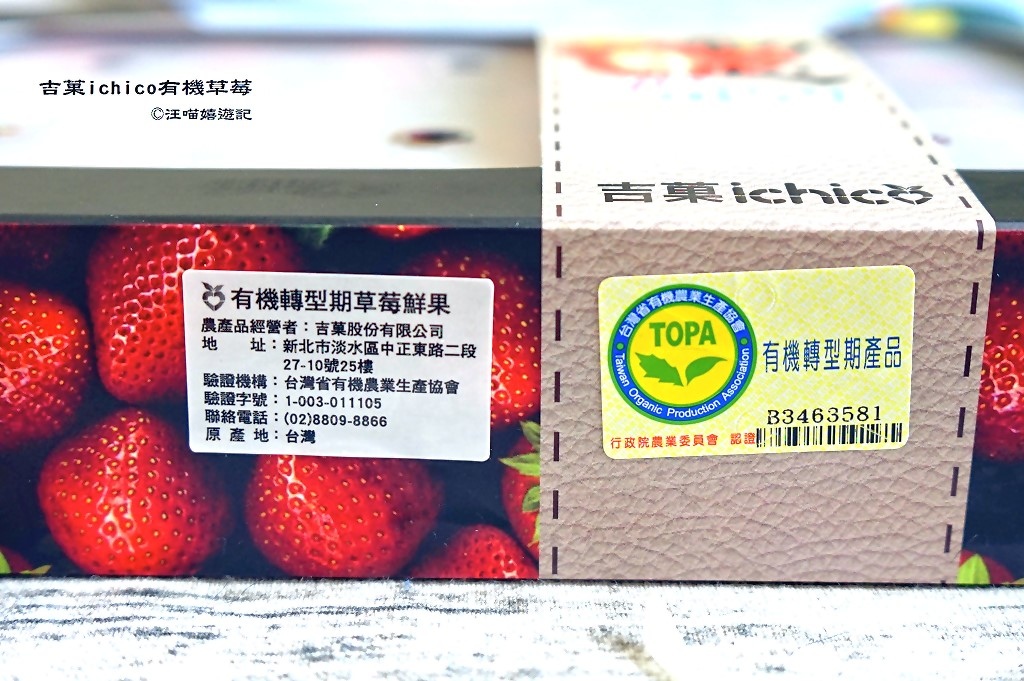 吉菓ichico有機草莓
©汪喵嬉遊記
吉菓ichico
有機轉型期草莓鮮果
農產品經營者：吉菓股份有限公司
地　　址：新北市淡水區中正東路二段
27-10號25樓
驗證機構：台灣省有機農業生產協會
驗證字號：1-003-011105
聯絡電話：(02)8809-8866
原 產 地：台灣
台灣省有機農業生產協會
TOPA
Taiwan Organic Production Association
有機轉型期產品
B3463581
行政院農業委員會　認證